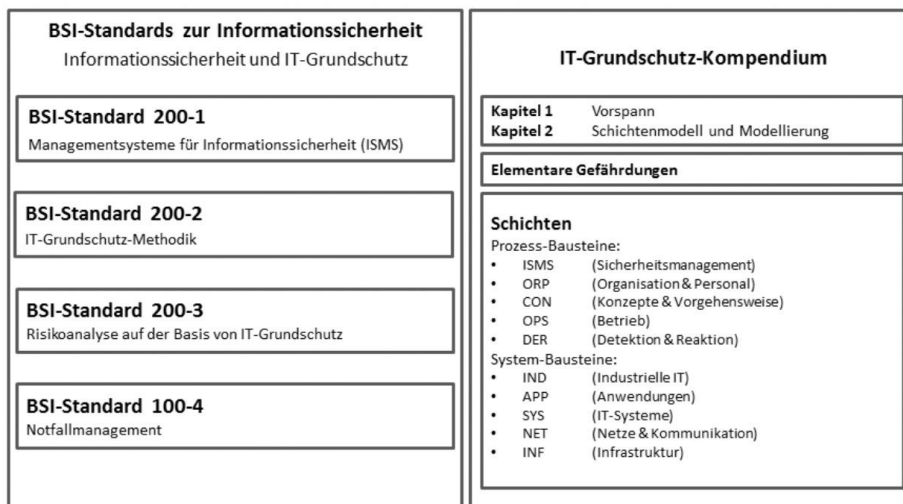 BSI-Standards zur Informationssicherheit
Informationssicherheit und IT-Grundschutz
BSI-Standard 200-1
Managementsysteme für Informationssicherheit (ISMS)
BSI-Standard 200-2
IT-Grundschutz-Methodik
BSI-Standard 200-3
Risikoanalyse auf der Basis von IT-Grundschutz
BSI-Standard 100-4
Notfallmanagement
IT-Grundschutz-Kompendium
Kapitel 1 Vorspann
Kapitel 2 Schichtenmodell und Modellierung
Elementare Gefährdungen
Schichten
Prozess-Bausteine:
• ISMS (Sicherheitsmanagement)
• ORP (Organisation & Personal)
• CON (Konzepte & Vorgehensweise)
• OPS (Betrieb)
• DER (Detektion & Reaktion)
System-Bausteine:
• IND (Industrielle IT)
• APP (Anwendungen)
• SYS (IT-Systeme)
• NET (Netze & Kommunikation)
• INF (Infrastruktur)